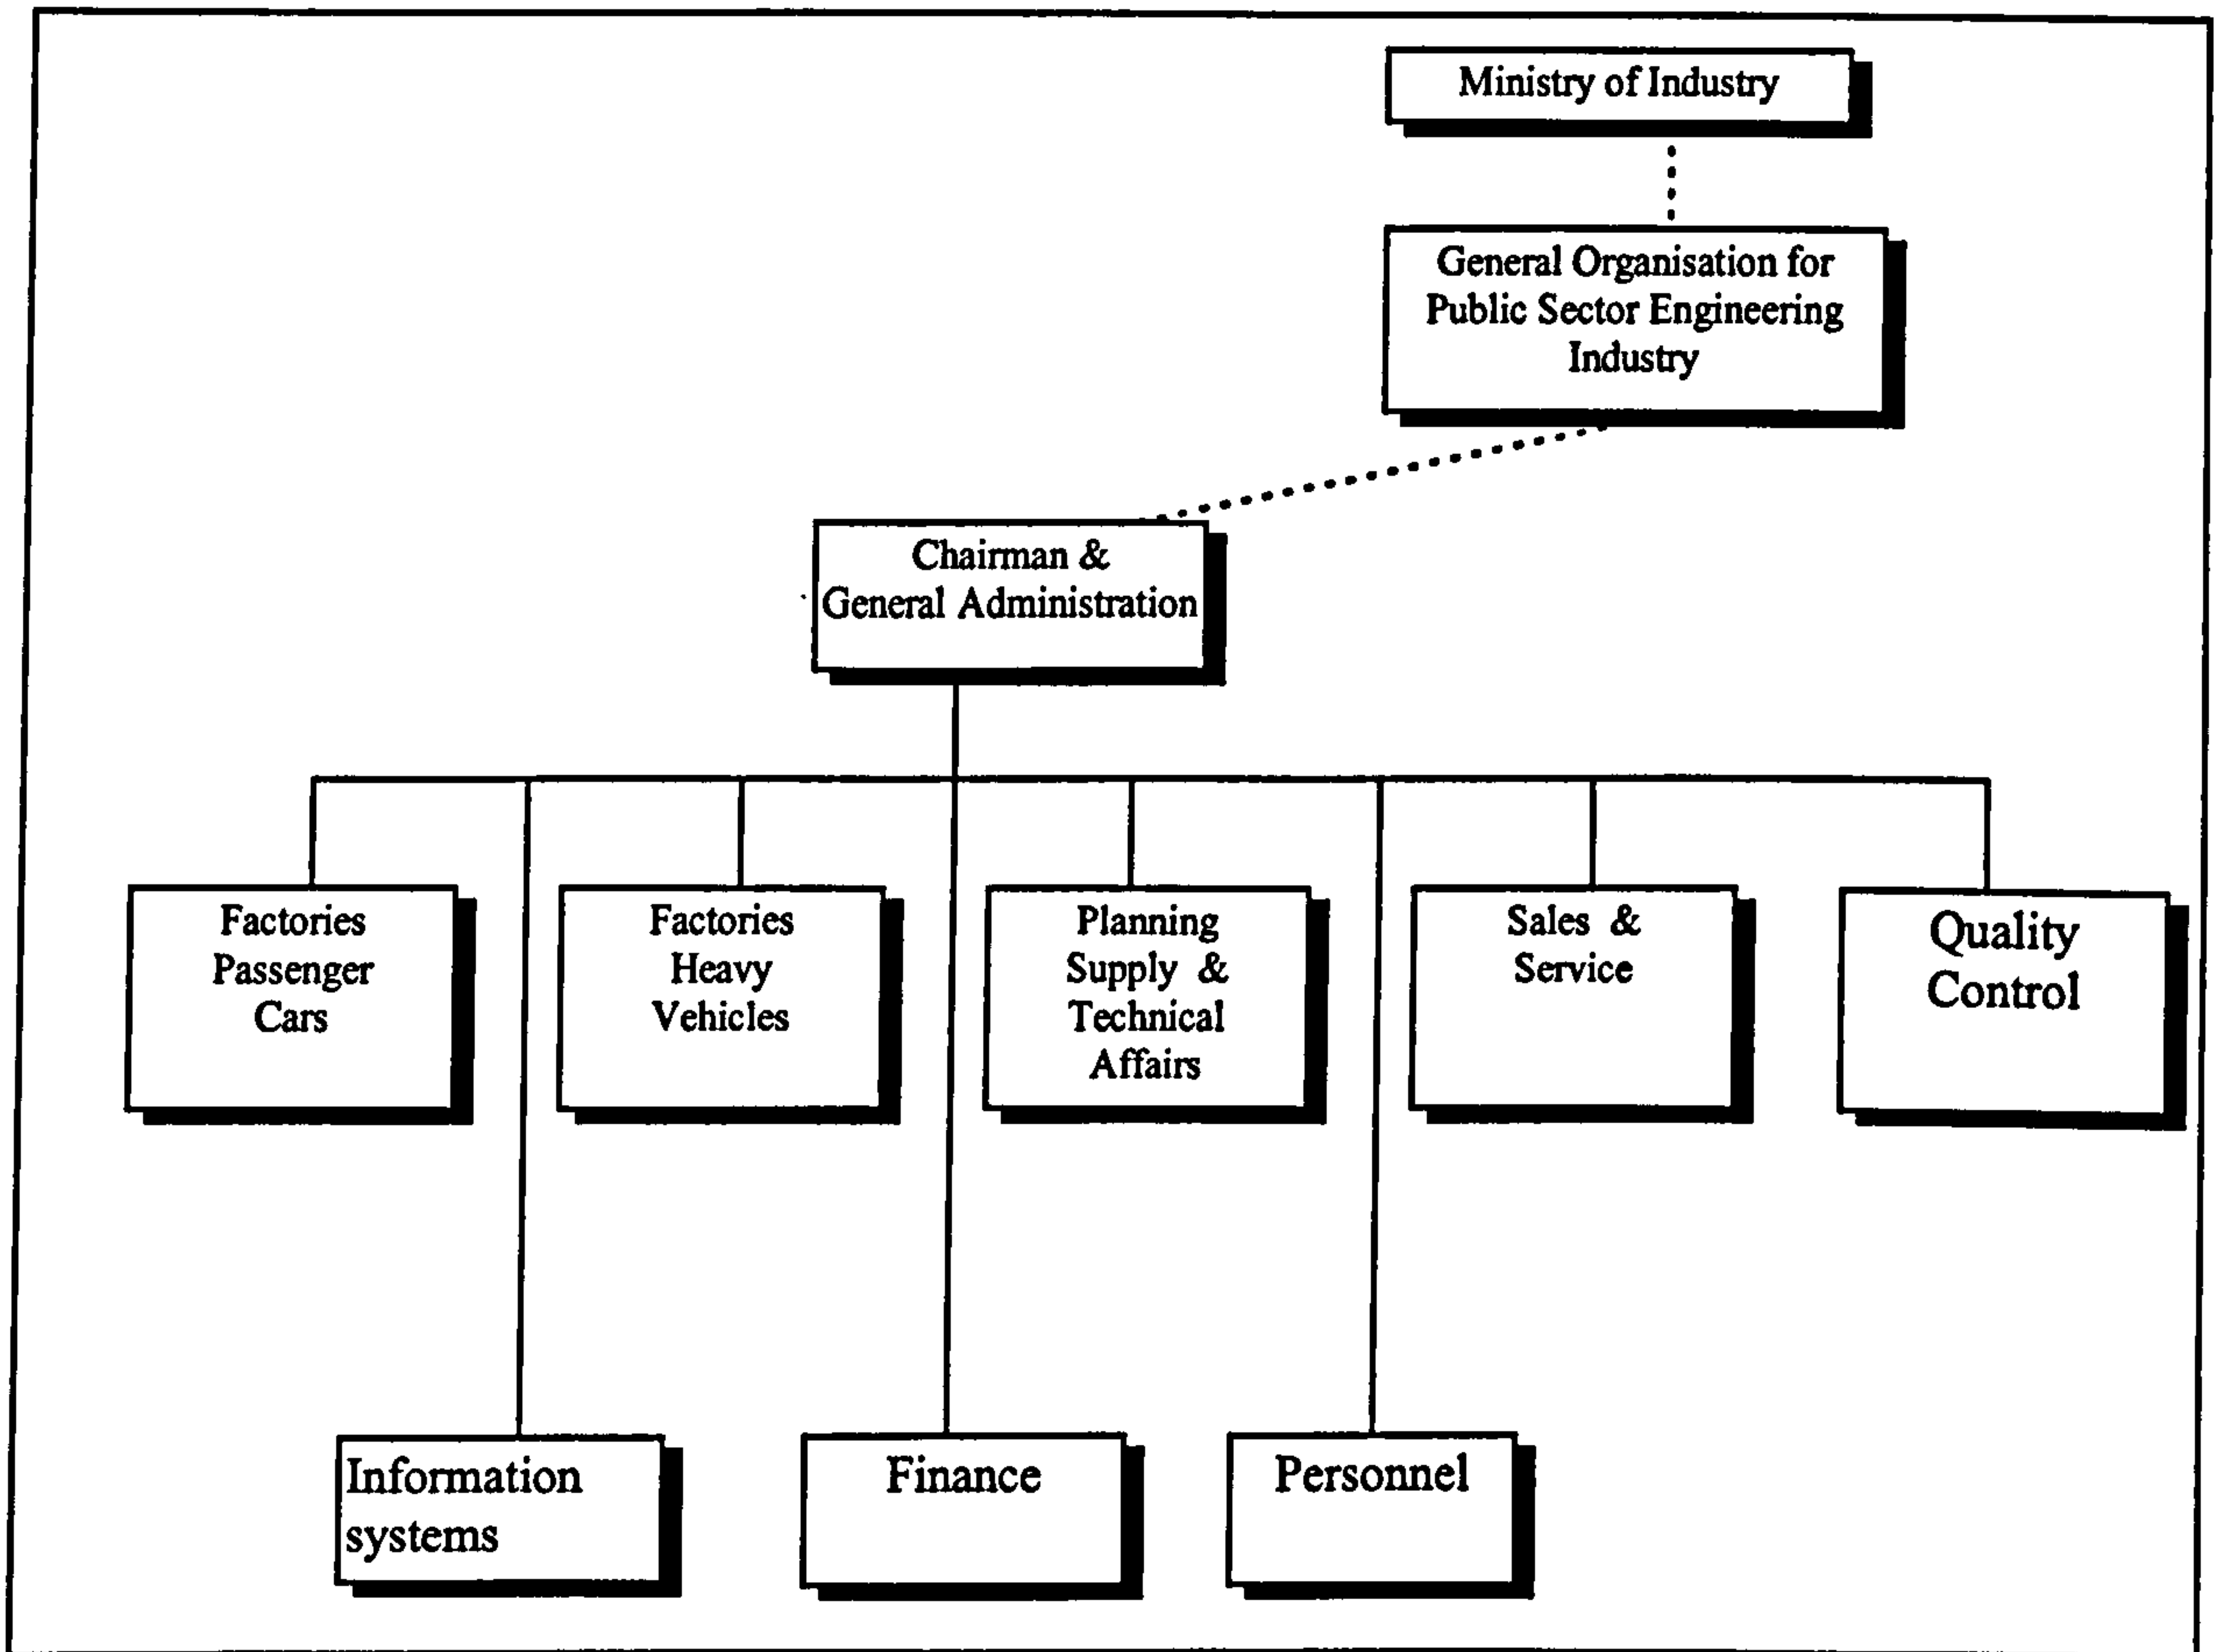 Ministry of Industry
General Organisation for
Public Sector Engineering
Industry
Chairman &
General Administration
Factories
Passenger
Cars
Factories
Heavy
Vehicles
Planning
Supply &
Technical
Affairs
Sales &
Service
Quality
Control
Information
systems
Finance
Personnel